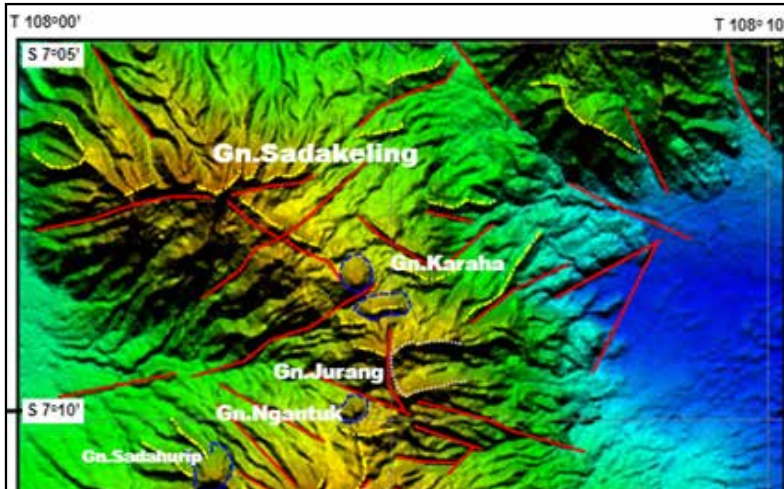 T 108°00'
T 108° 10
S 7°05'
Gn.Sadakeling
Gn.Karaha
Gn.Jurang
S 7°10'
Gn.Ngantuk
Gn.Sadahurip